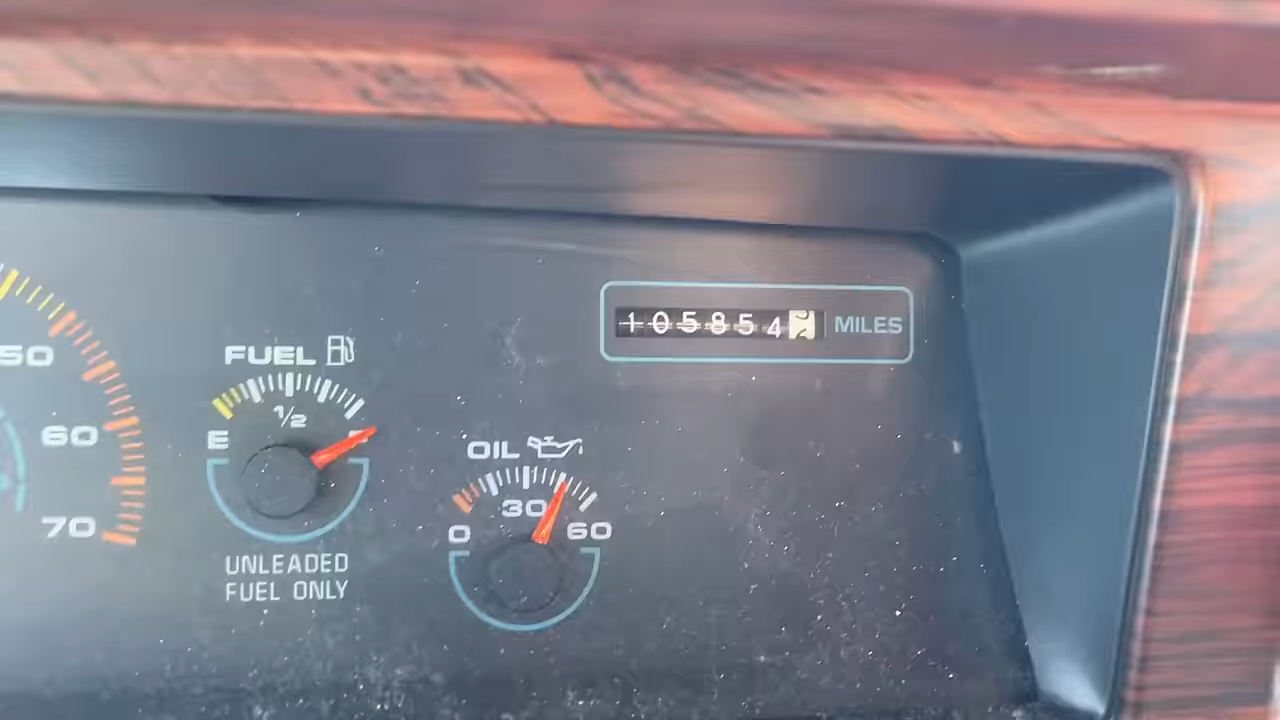 50
60
70
FUEL
½
E F
UNLEADED
FUEL ONLY
OIL
30
0 60
105854 MILES